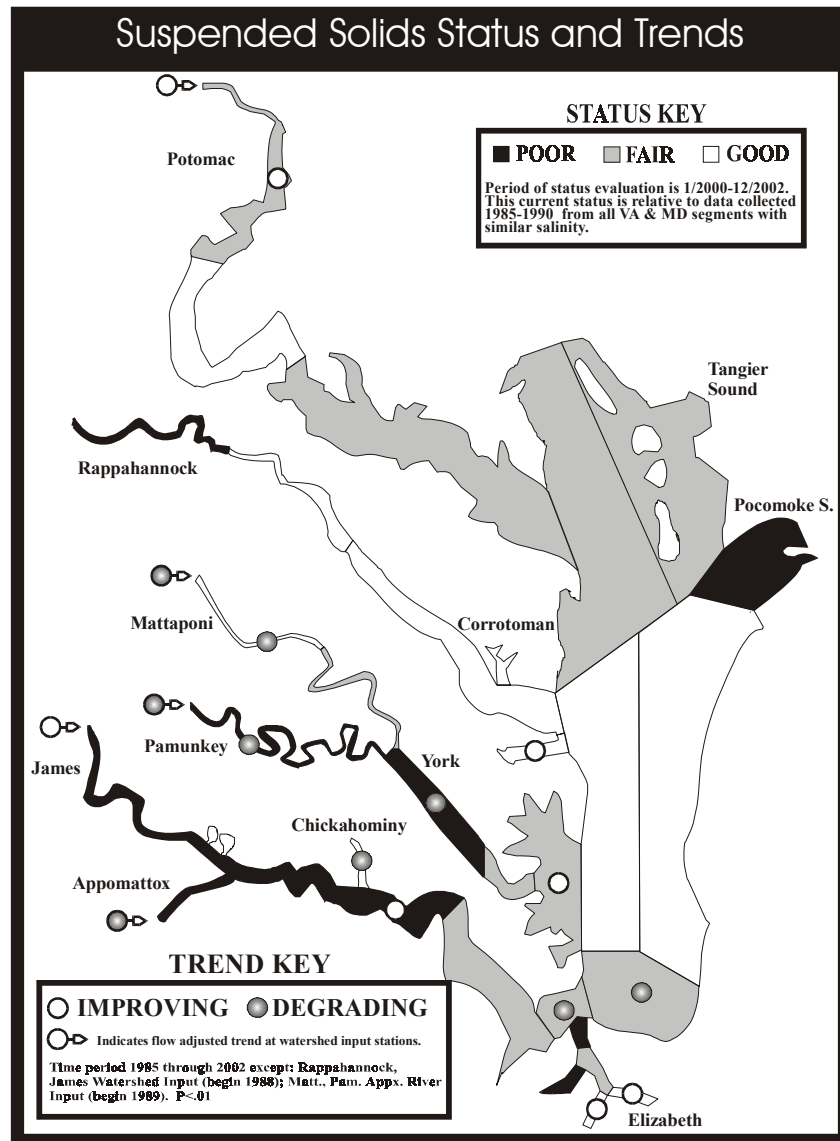 Suspended Solids Status and Trends
STATUS KEY
POOR FAIR GOOD
Period of status evaluation is 1/2000-12/2002.
This current status is relative to data collected
1985-1990 from all VA & MD segments with
similar salinity.
Potomac
Tangier
Sound
Rappahannock
Pocomoke S.
Mattaponi
Corrotoman
Pamunkey
York
James
Chickahominy
Appomattox
TREND KEY
IMPROVING DEGRADING
Indicates flow adjusted trend at watershed input stations.
Time period 1985 through 2002 except: Rappahannock,
James Watershed Input (begin 1988); Matt., Pam. Appx. River
Input (begin 1989). P<.01
Elizabeth